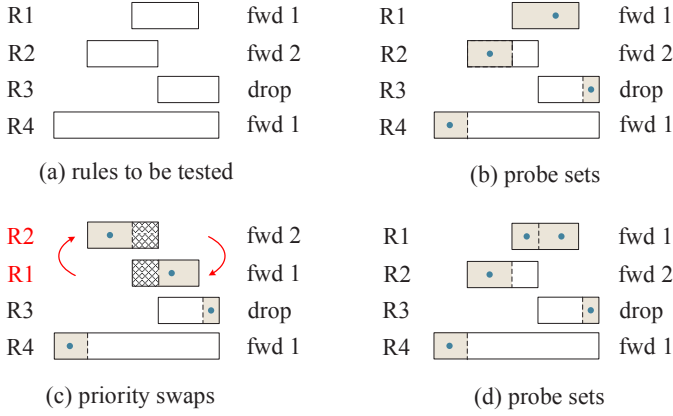 R1 fwd 1
R2 fwd 2
R3 drop
R4 fwd 1
(a) rules to be tested
R1 fwd 1
R2 fwd 2
R3 drop
R4 fwd 1
(b) probe sets
R2 fwd 2
R1 fwd 1
R3 drop
R4 fwd 1
(c) priority swaps
R1 fwd 1
R2 fwd 2
R3 drop
R4 fwd 1
(d) probe sets